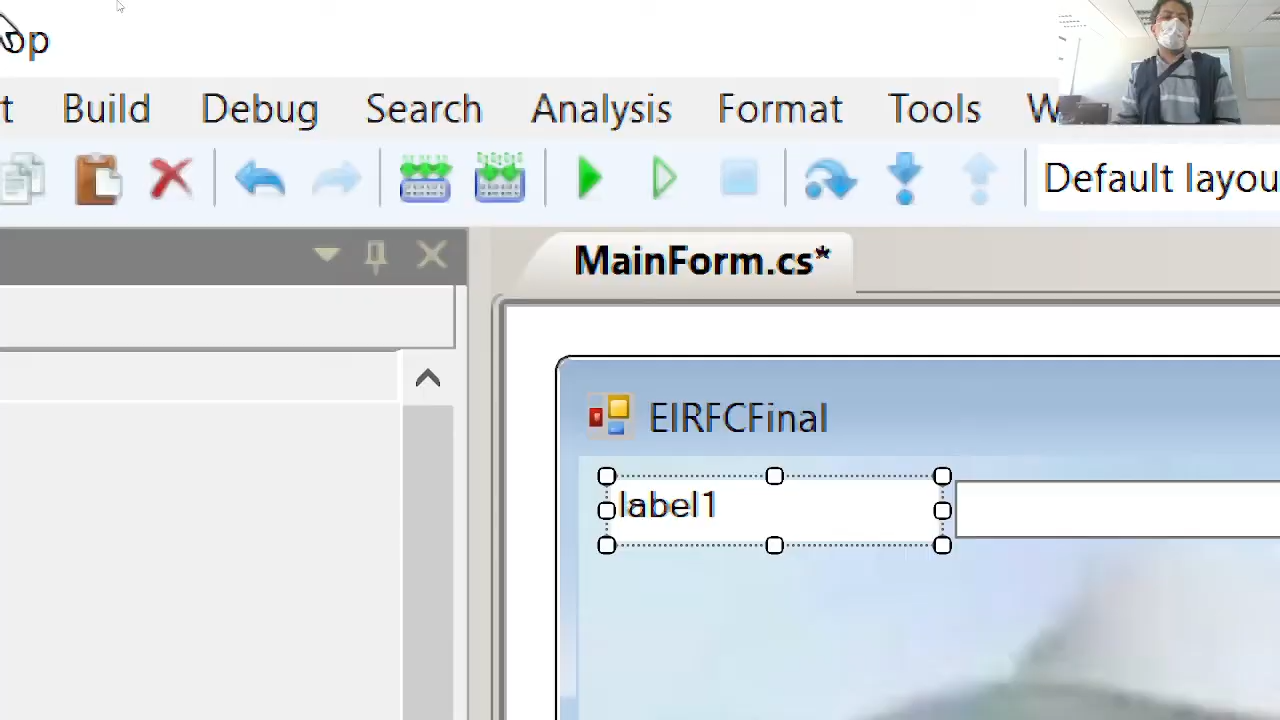 op
t Build Debug Search Analysis Format Tools W
Default layou
MainForm.cs*
EIRFCFinal
label1